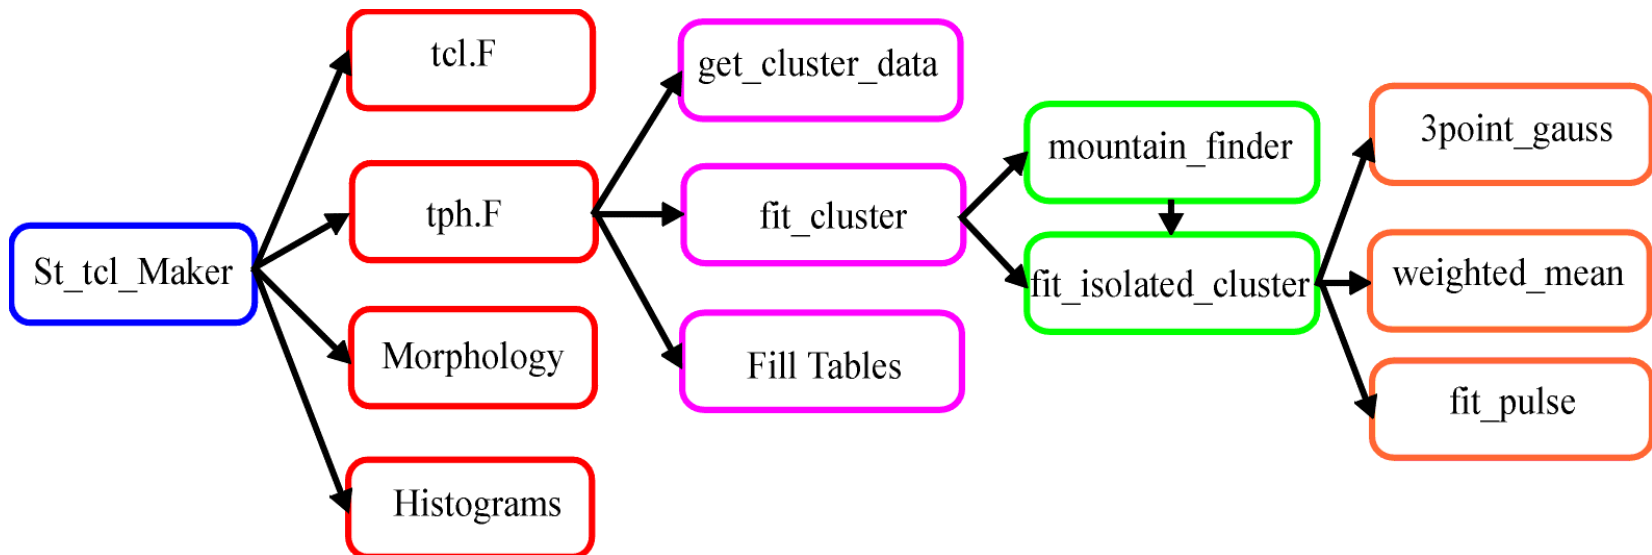 St_tcl_Maker
tcl.F
tph.F
Morphology
Histograms
get_cluster_data
fit_cluster
Fill Tables
mountain_finder
fit_isolated_cluster
3point_gauss
weighted_mean
fit_pulse